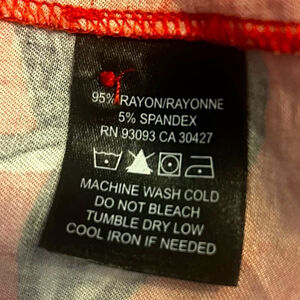 95% RAYON/RAYONNE
5% SPANDEX
RN 93093 CA 30427
MACHINE WASH COLD
DO NOT BLEACH
TUMBLE DRY LOW
COOL IRON IF NEEDED